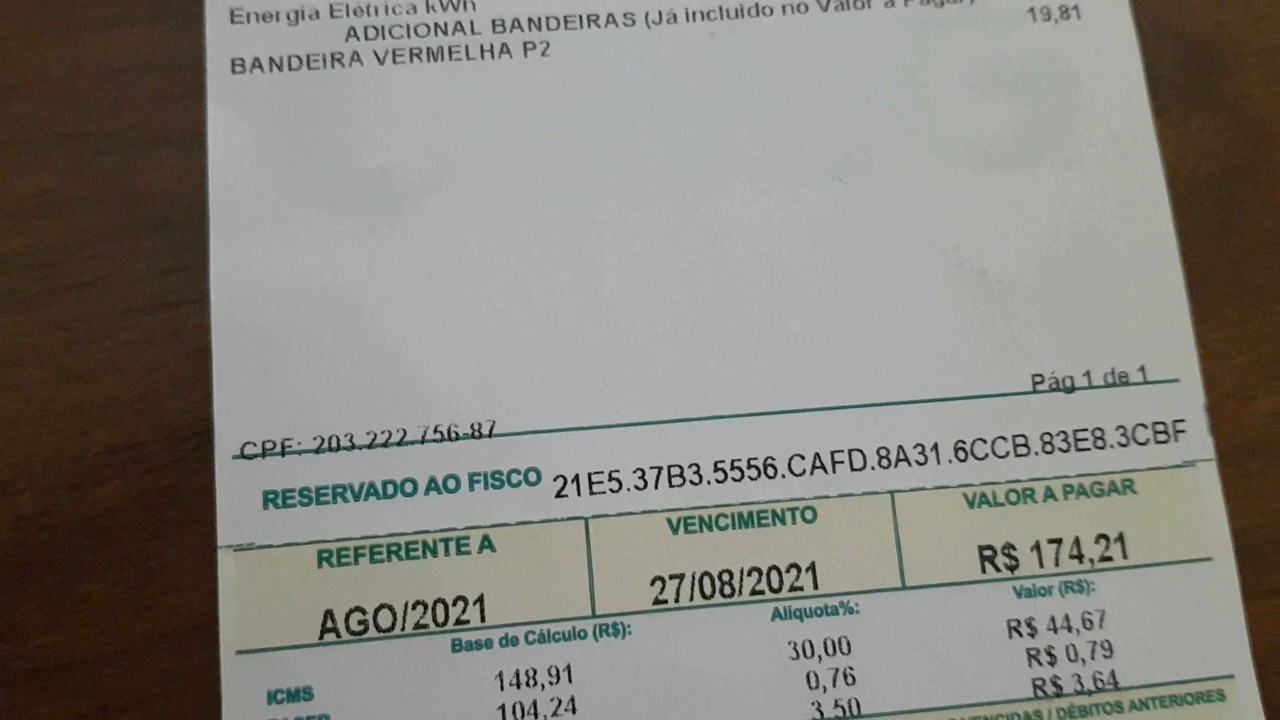 Energia Elétrica kWh
ADICIONAL BANDEIRAS (Já incluido no Valor a Pagar)
BANDEIRA VERMELHA P2 19,81
Pág 1 de 1
CPF: 203.222.756-87
RESERVADO AO FISCO 21E5.37B3.5556.CAFD.8A31.6CCB.83E8.3CBF
REFERENTE A VENCIMENTO VALOR A PAGAR
AGO/2021 27/08/2021 R$ 174,21
Base de Cálculo (R$): Alíquota%: Valor (R$):
ICMS 148,91 30,00 R$ 44,67
104,24 0,76 R$ 0,79
3,50 R$ 3,64
VENCIDAS / DÉBITOS ANTERIORES